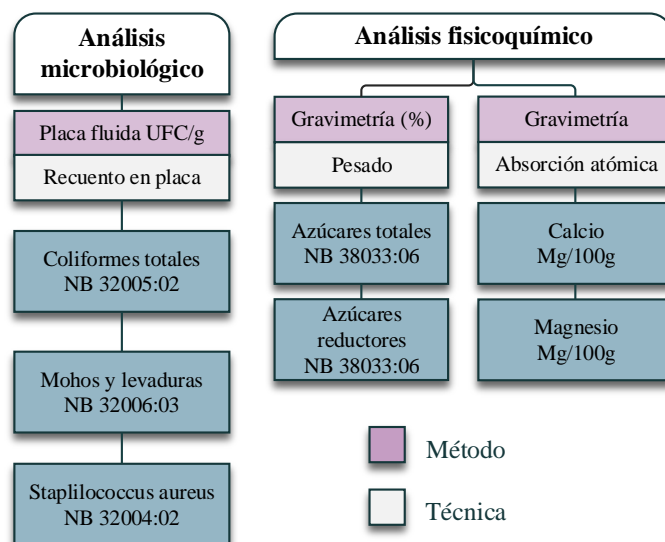 Análisis
microbiológico
Placa fluida UFC/g
Recuento en placa
Coliformes totales
NB 32005:02
Mohos y levaduras
NB 32006:03
Staplilococcus aureus
NB 32004:02
Análisis fisicoquímico
Gravimetría (%)
Pesado
Azúcares totales
NB 38033:06
Azúcares
reductores
NB 38033:06
Gravimetría
Absorción atómica
Calcio
Mg/100g
Magnesio
Mg/100g
Método
Técnica